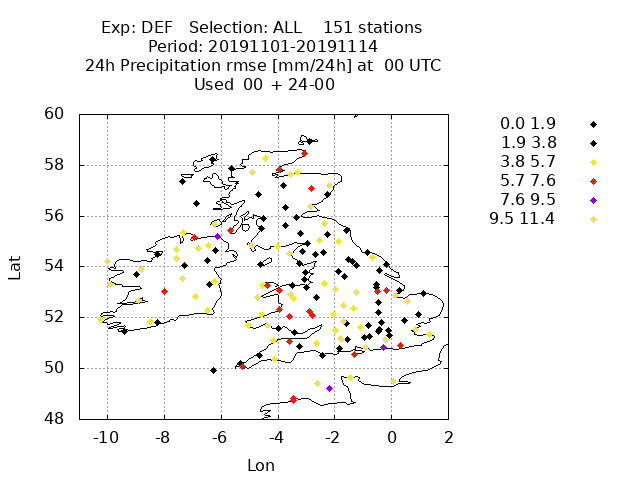 Exp: DEF   Selection: ALL    151 stations
Period: 20191101-20191114
24h Precipitation rmse [mm/24h] at  00 UTC
Used  00 + 24-00
60
58
56
54
52
50
48
-10 -8 -6 -4 -2 0 2
Lat
Lon
0.0 1.9
1.9 3.8
3.8 5.7
5.7 7.6
7.6 9.5
9.5 11.4